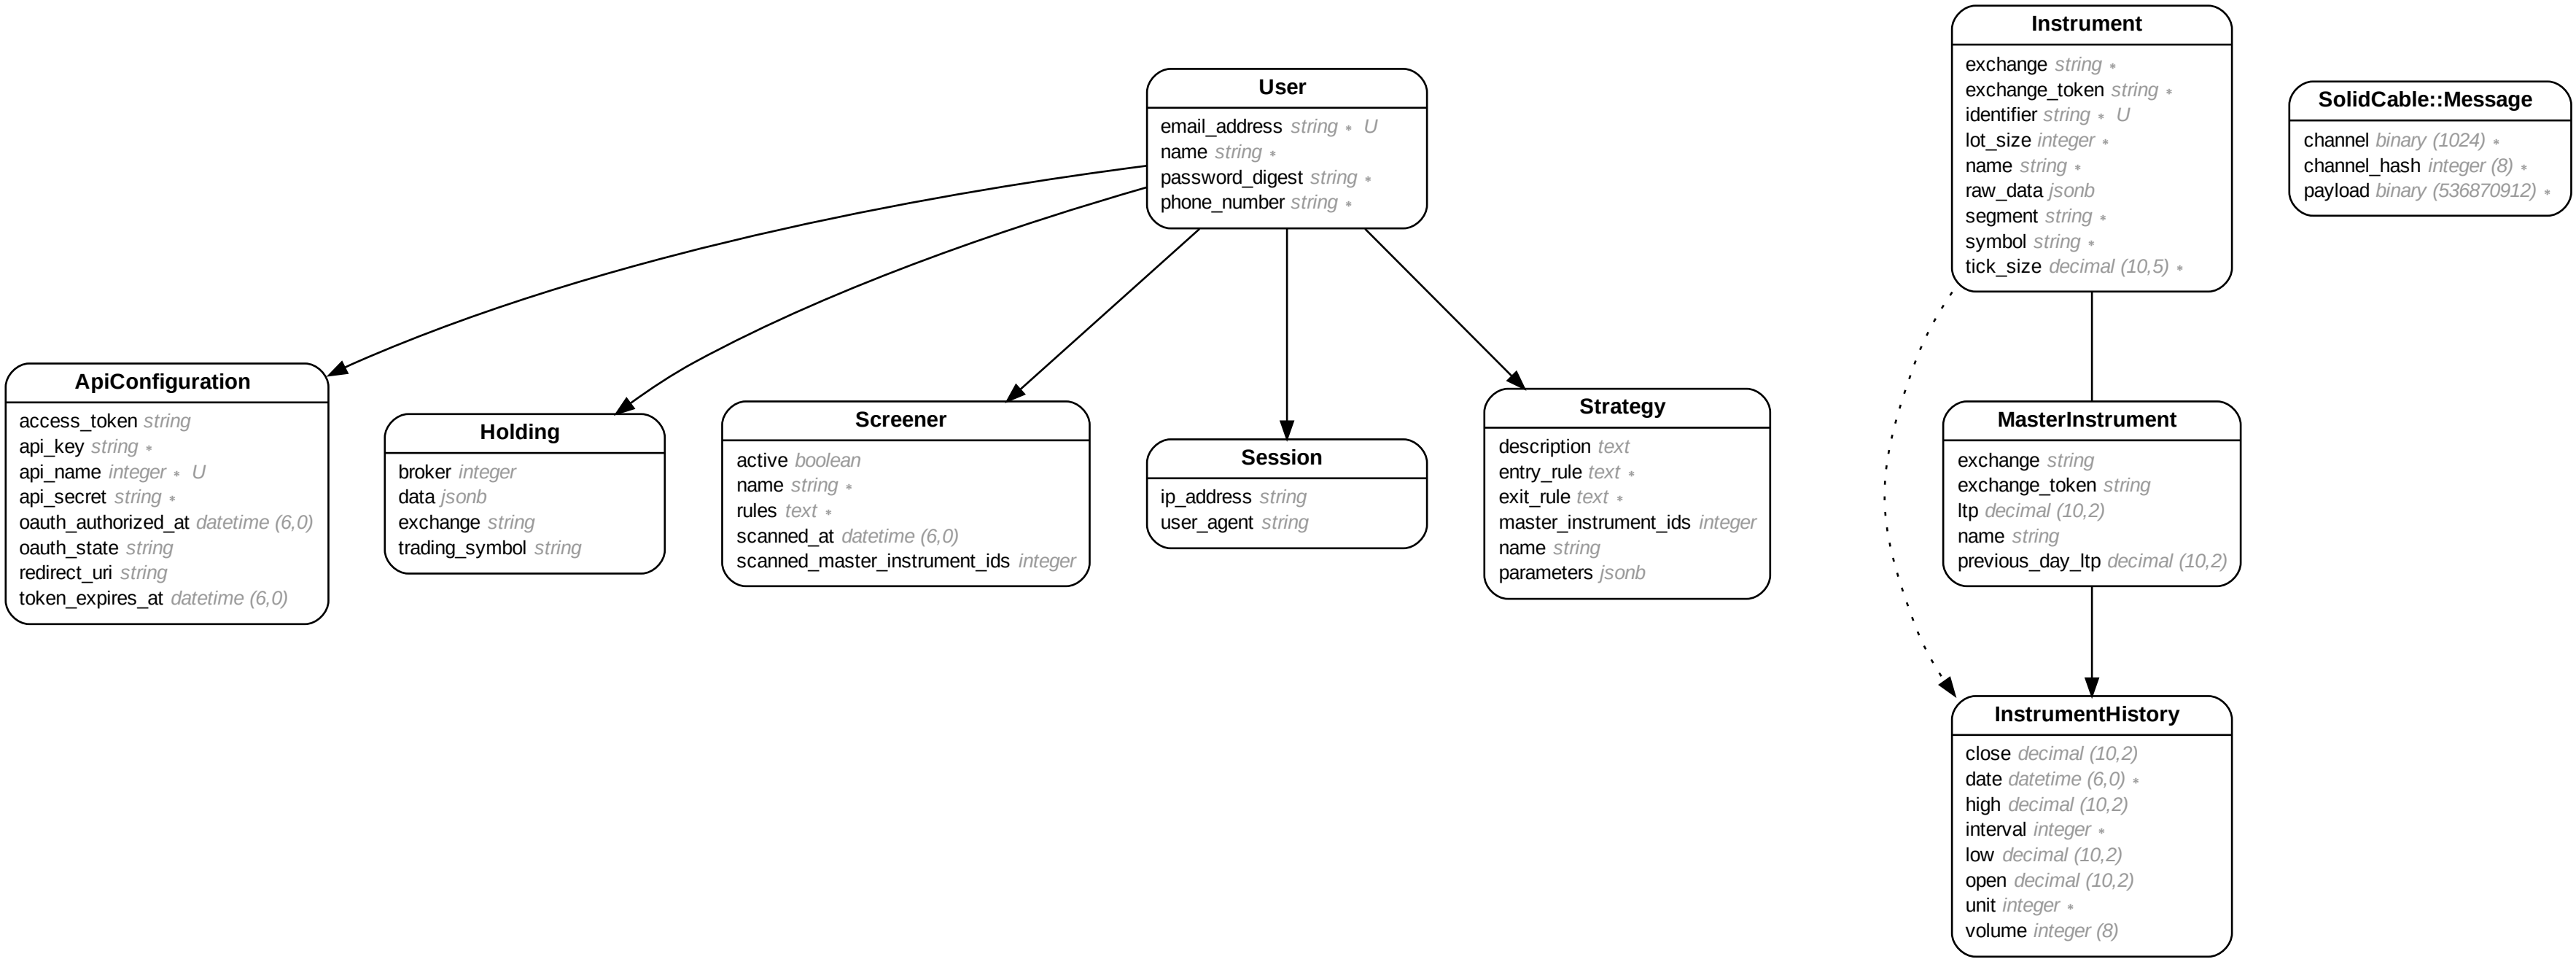 User
email_address string * U
name string *
password_digest string *
phone_number string *
Instrument
exchange string *
exchange_token string *
identifier string * U
lot_size integer *
name string *
raw_data jsonb
segment string *
symbol string *
tick_size decimal (10,5) *
SolidCable::Message
channel binary (1024) *
channel_hash integer (8) *
payload binary (536870912) *
ApiConfiguration
access_token string
api_key string *
api_name integer * U
api_secret string *
oauth_authorized_at datetime (6,0)
oauth_state string
redirect_uri string
token_expires_at datetime (6,0)
Holding
broker integer
data jsonb
exchange string
trading_symbol string
Screener
active boolean
name string *
rules text *
scanned_at datetime (6,0)
scanned_master_instrument_ids integer
Session
ip_address string
user_agent string
Strategy
description text
entry_rule text *
exit_rule text *
master_instrument_ids integer
name string
parameters jsonb
MasterInstrument
exchange string
exchange_token string
ltp decimal (10,2)
name string
previous_day_ltp decimal (10,2)
InstrumentHistory
close decimal (10,2)
date datetime (6,0) *
high decimal (10,2)
interval integer *
low decimal (10,2)
open decimal (10,2)
unit integer *
volume integer (8)